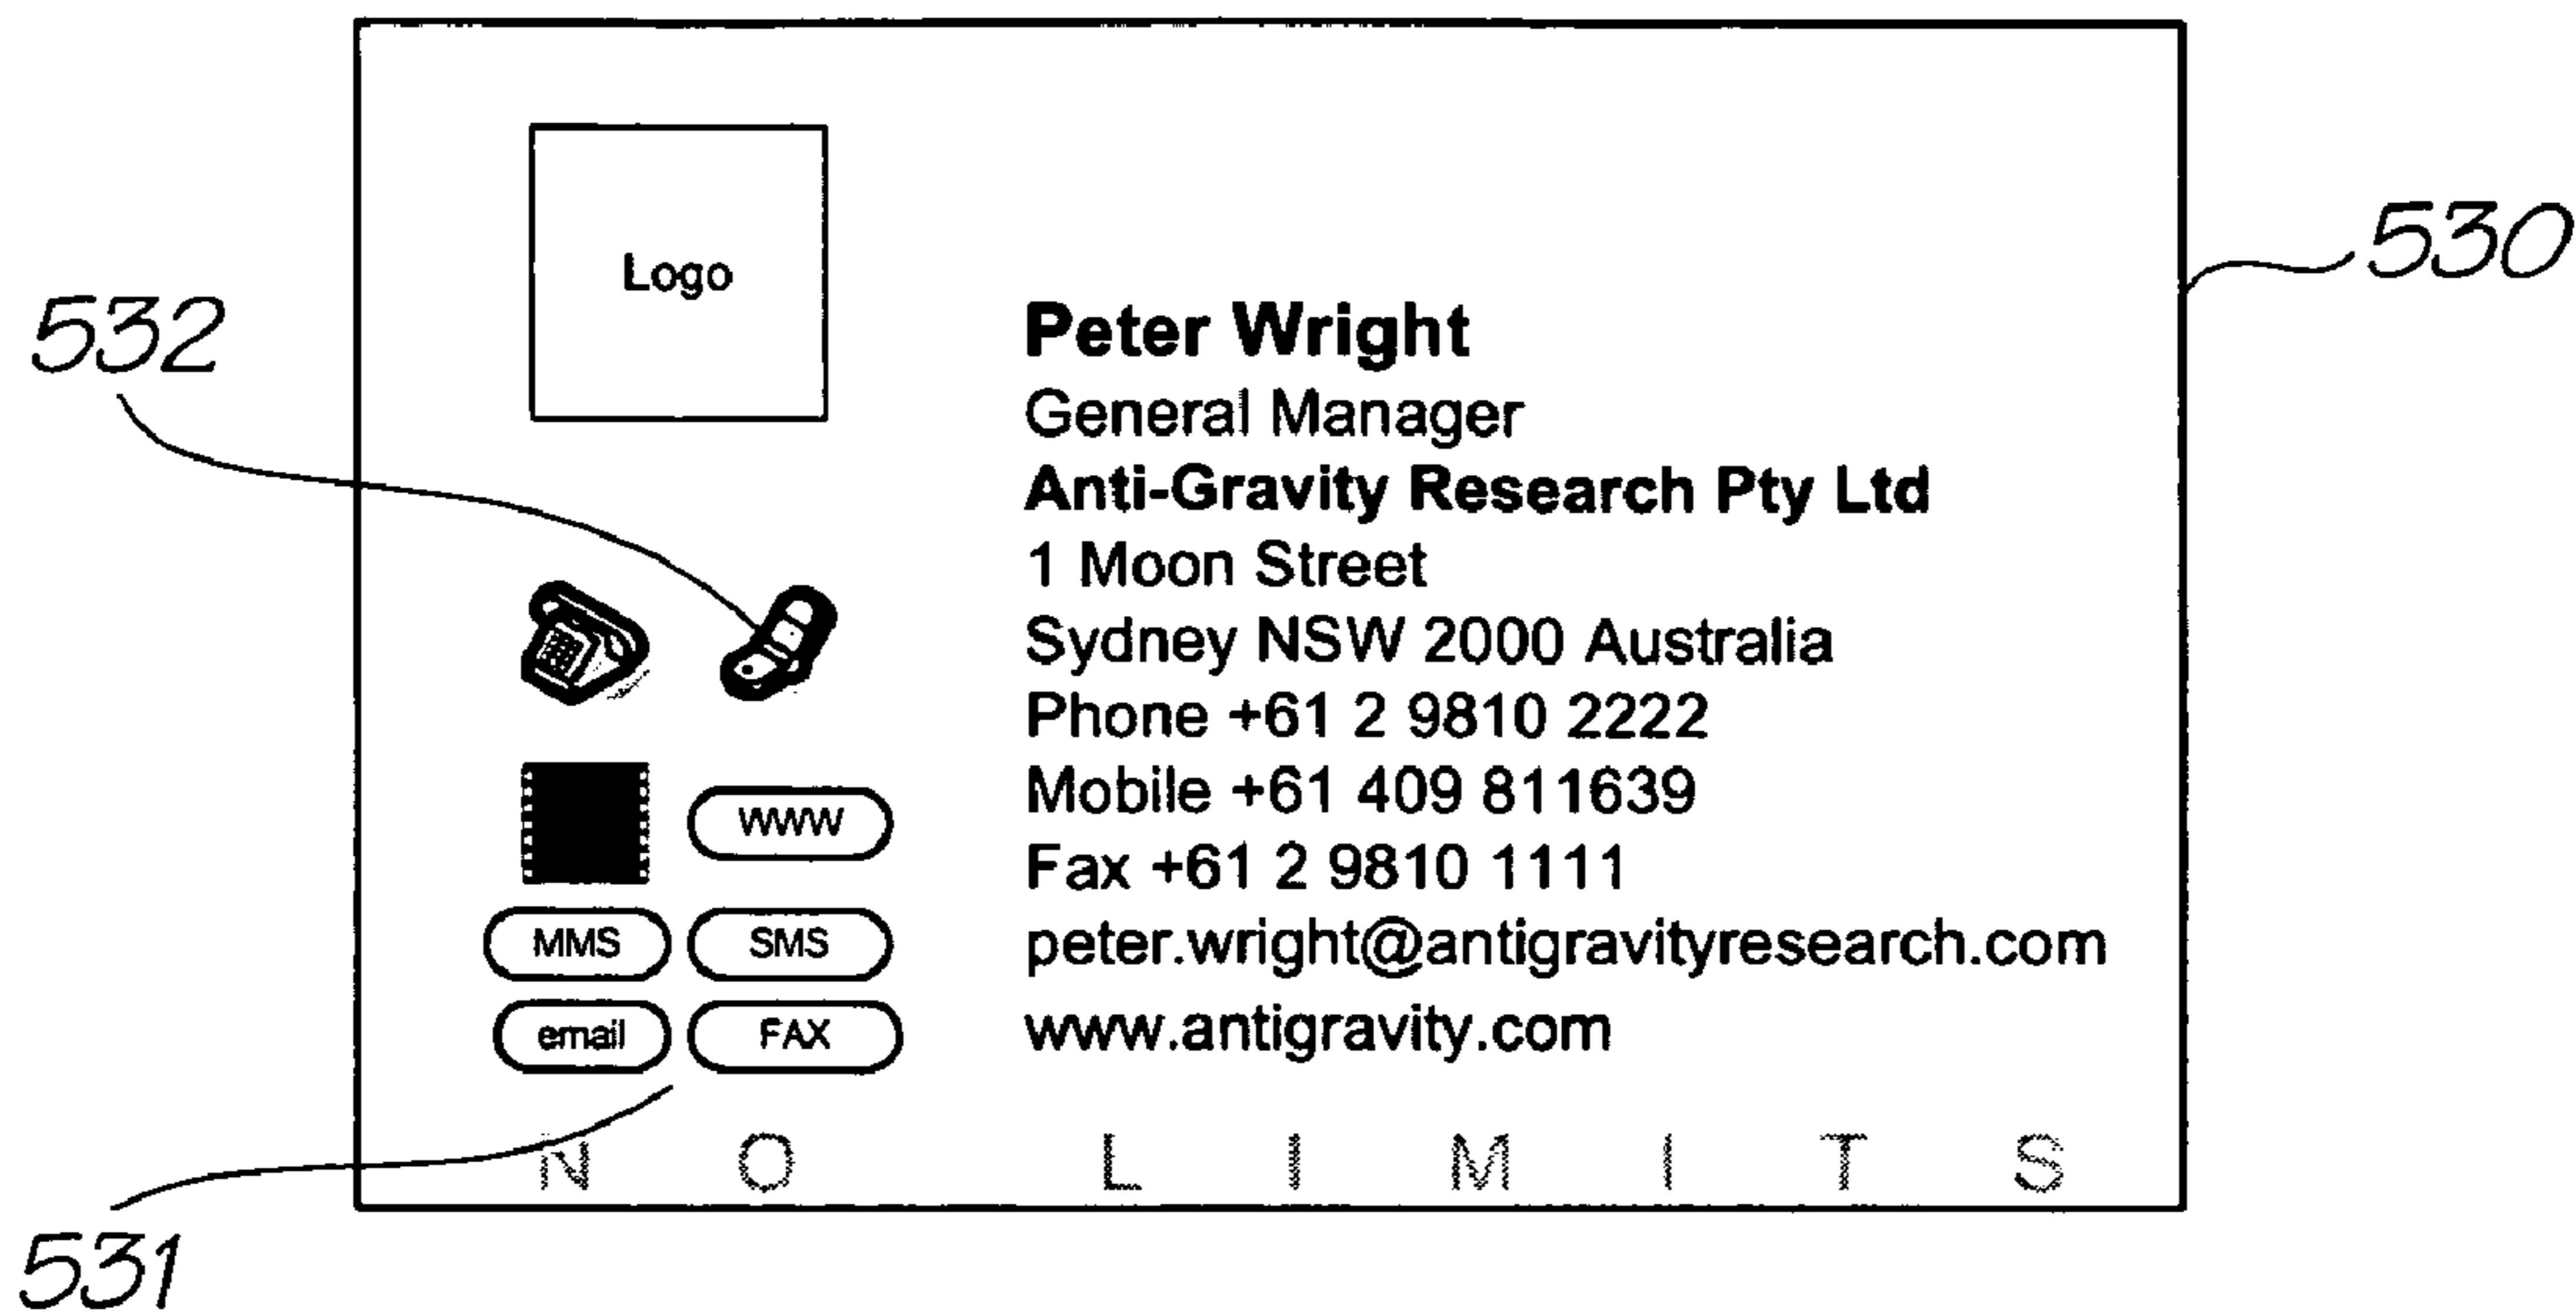 Logo
530
532
Peter Wright
General Manager
Anti-Gravity Research Pty Ltd
1 Moon Street
Sydney NSW 2000 Australia
Phone +61 2 9810 2222
Mobile +61 409 811639
Fax +61 2 9810 1111
peter.wright@antigravityresearch.com
www.antigravity.com
WWW
MMS SMS
email FAX
NO LIMITS
531